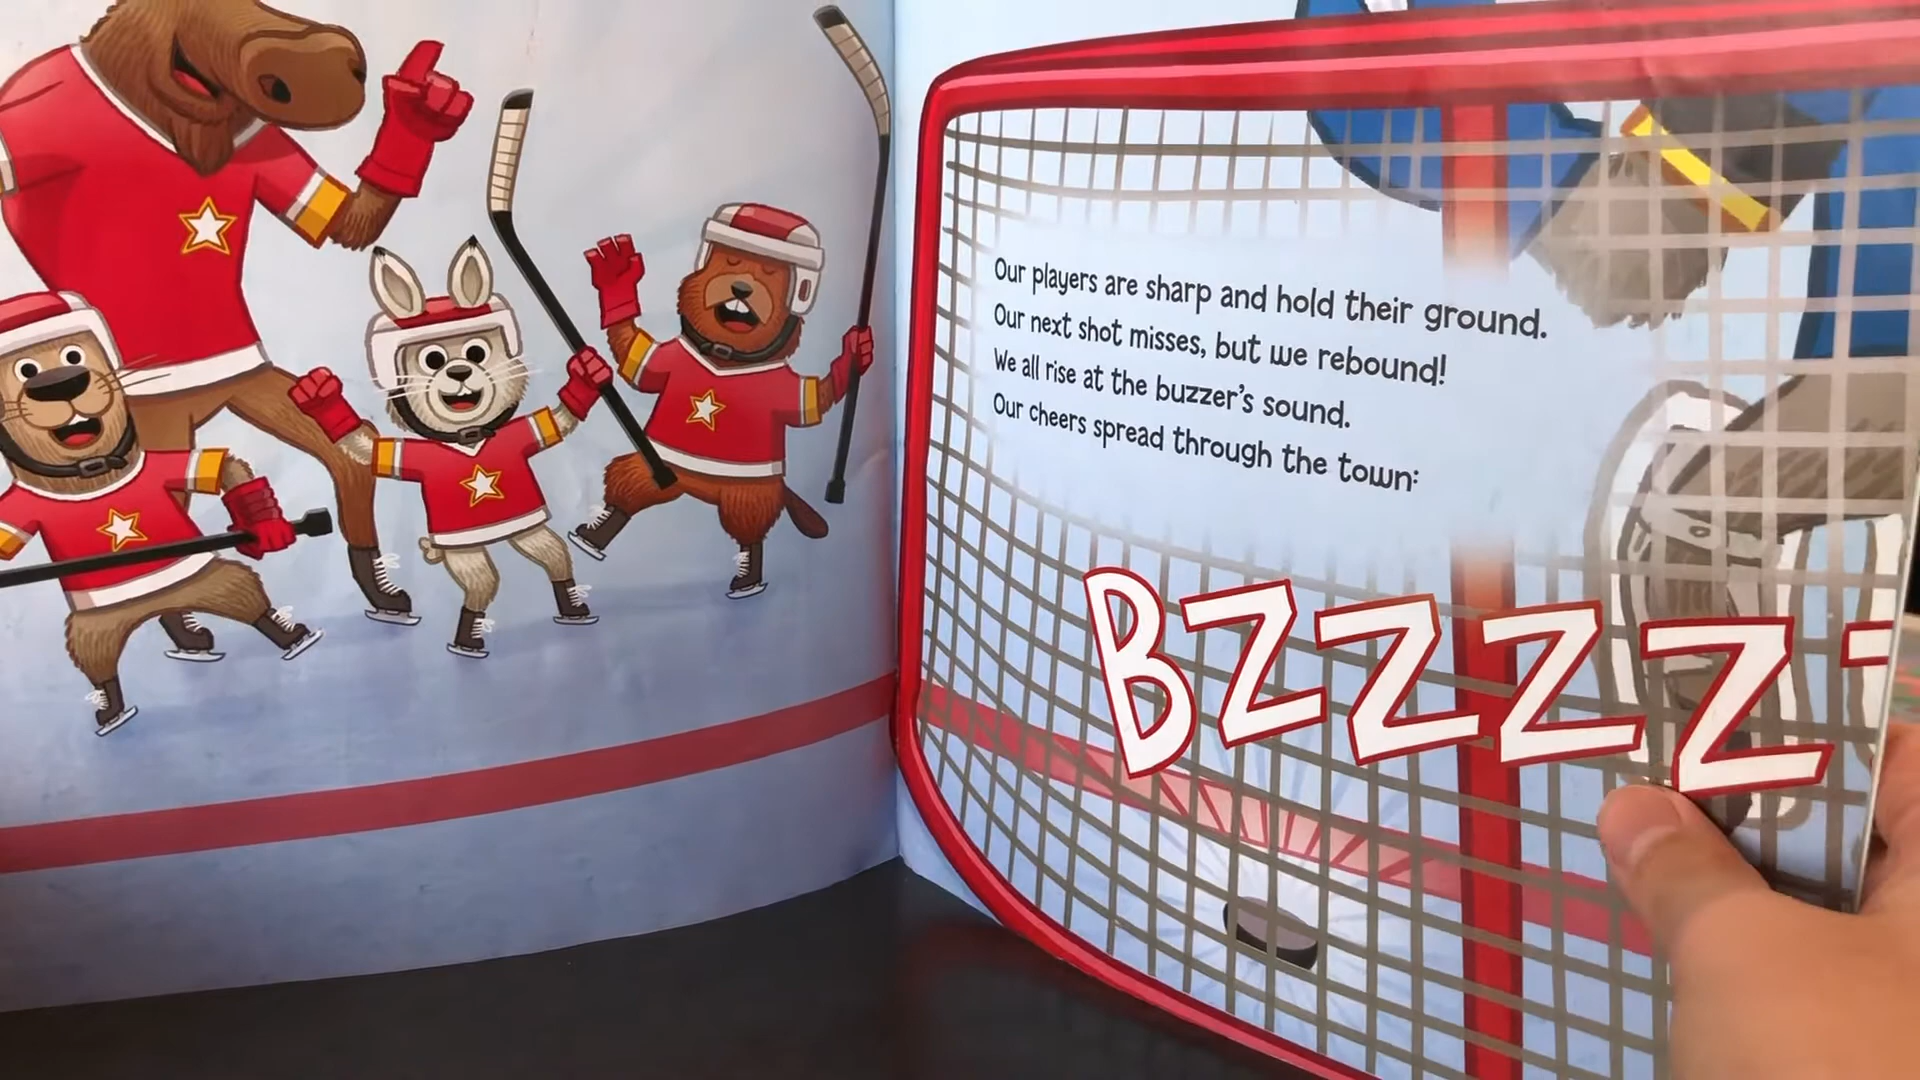 Our players are sharp and hold their ground.
Our next shot misses, but we rebound!
We all rise at the buzzer's sound.
Our cheers spread through the town:
BZZZZ